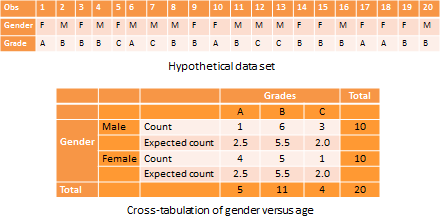 Obs 1 2 3 4 5 6 7 8 9 10 11 12 13 14 15 16 17 18 19 20
Gender F M F M F M M M F F M M F M F M F F F M
Grade A B B B C A C B B A B C C B B B A A B B
Hypothetical data set
Grades Total
A B C
Gender Male Count 1 6 3 10
Expected count 2.5 5.5 2.0
Female Count 4 5 1 10
Expected count 2.5 5.5 2.0
Total 5 11 4 20
Cross-tabulation of gender versus age